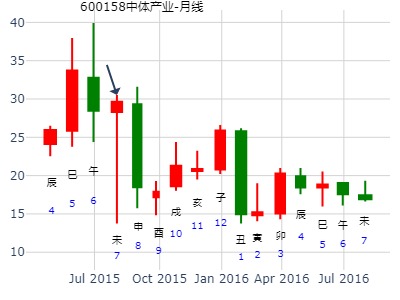 600158中体产业-月线
40
35
30
25
20
15
10
辰
4
巳
5
午
6
未
7
申
8
酉
9
戌
10
亥
11
子
12
丑
1
寅
2
卯
3
辰
4
巳
5
午
6
未
7
Jul 2015
Oct 2015
Jan 2016
Apr 2016
Jul 2016